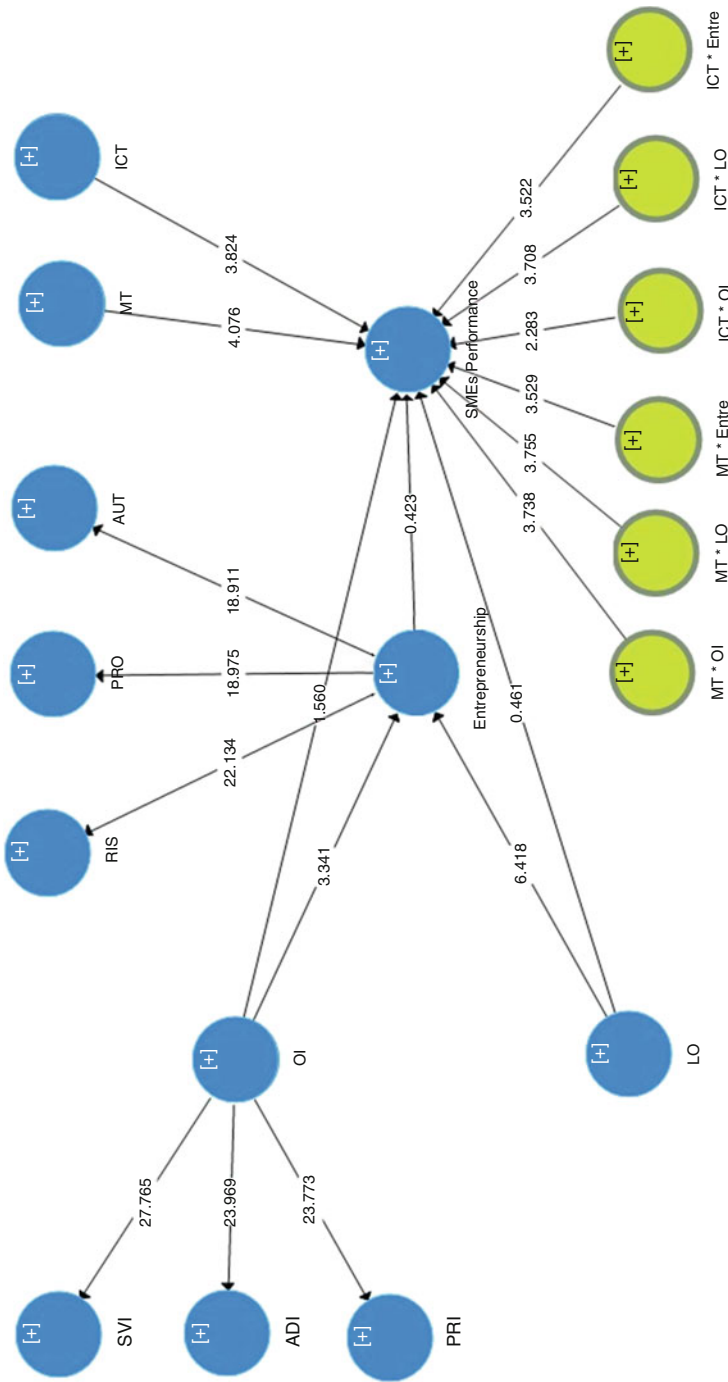 [+]
SVI
[+]
ADI
[+]
PRI
27.765
23.969
23.773
[+]
OI
[+]
LO
3.341
6.418
1.560
0.461
0.423
[+]
RIS
[+]
PRO
[+]
AUT
22.134
18.975
18.911
[+]
Entrepreneurship
[+]
MT
[+]
ICT
4.076
3.824
[+]
SMEs Performance
3.738
3.755
3.529
2.283
3.708
3.522
[+]
MT * OI
[+]
MT * LO
[+]
MT * Entre
[+]
ICT * OI
[+]
ICT * LO
[+]
ICT * Entre